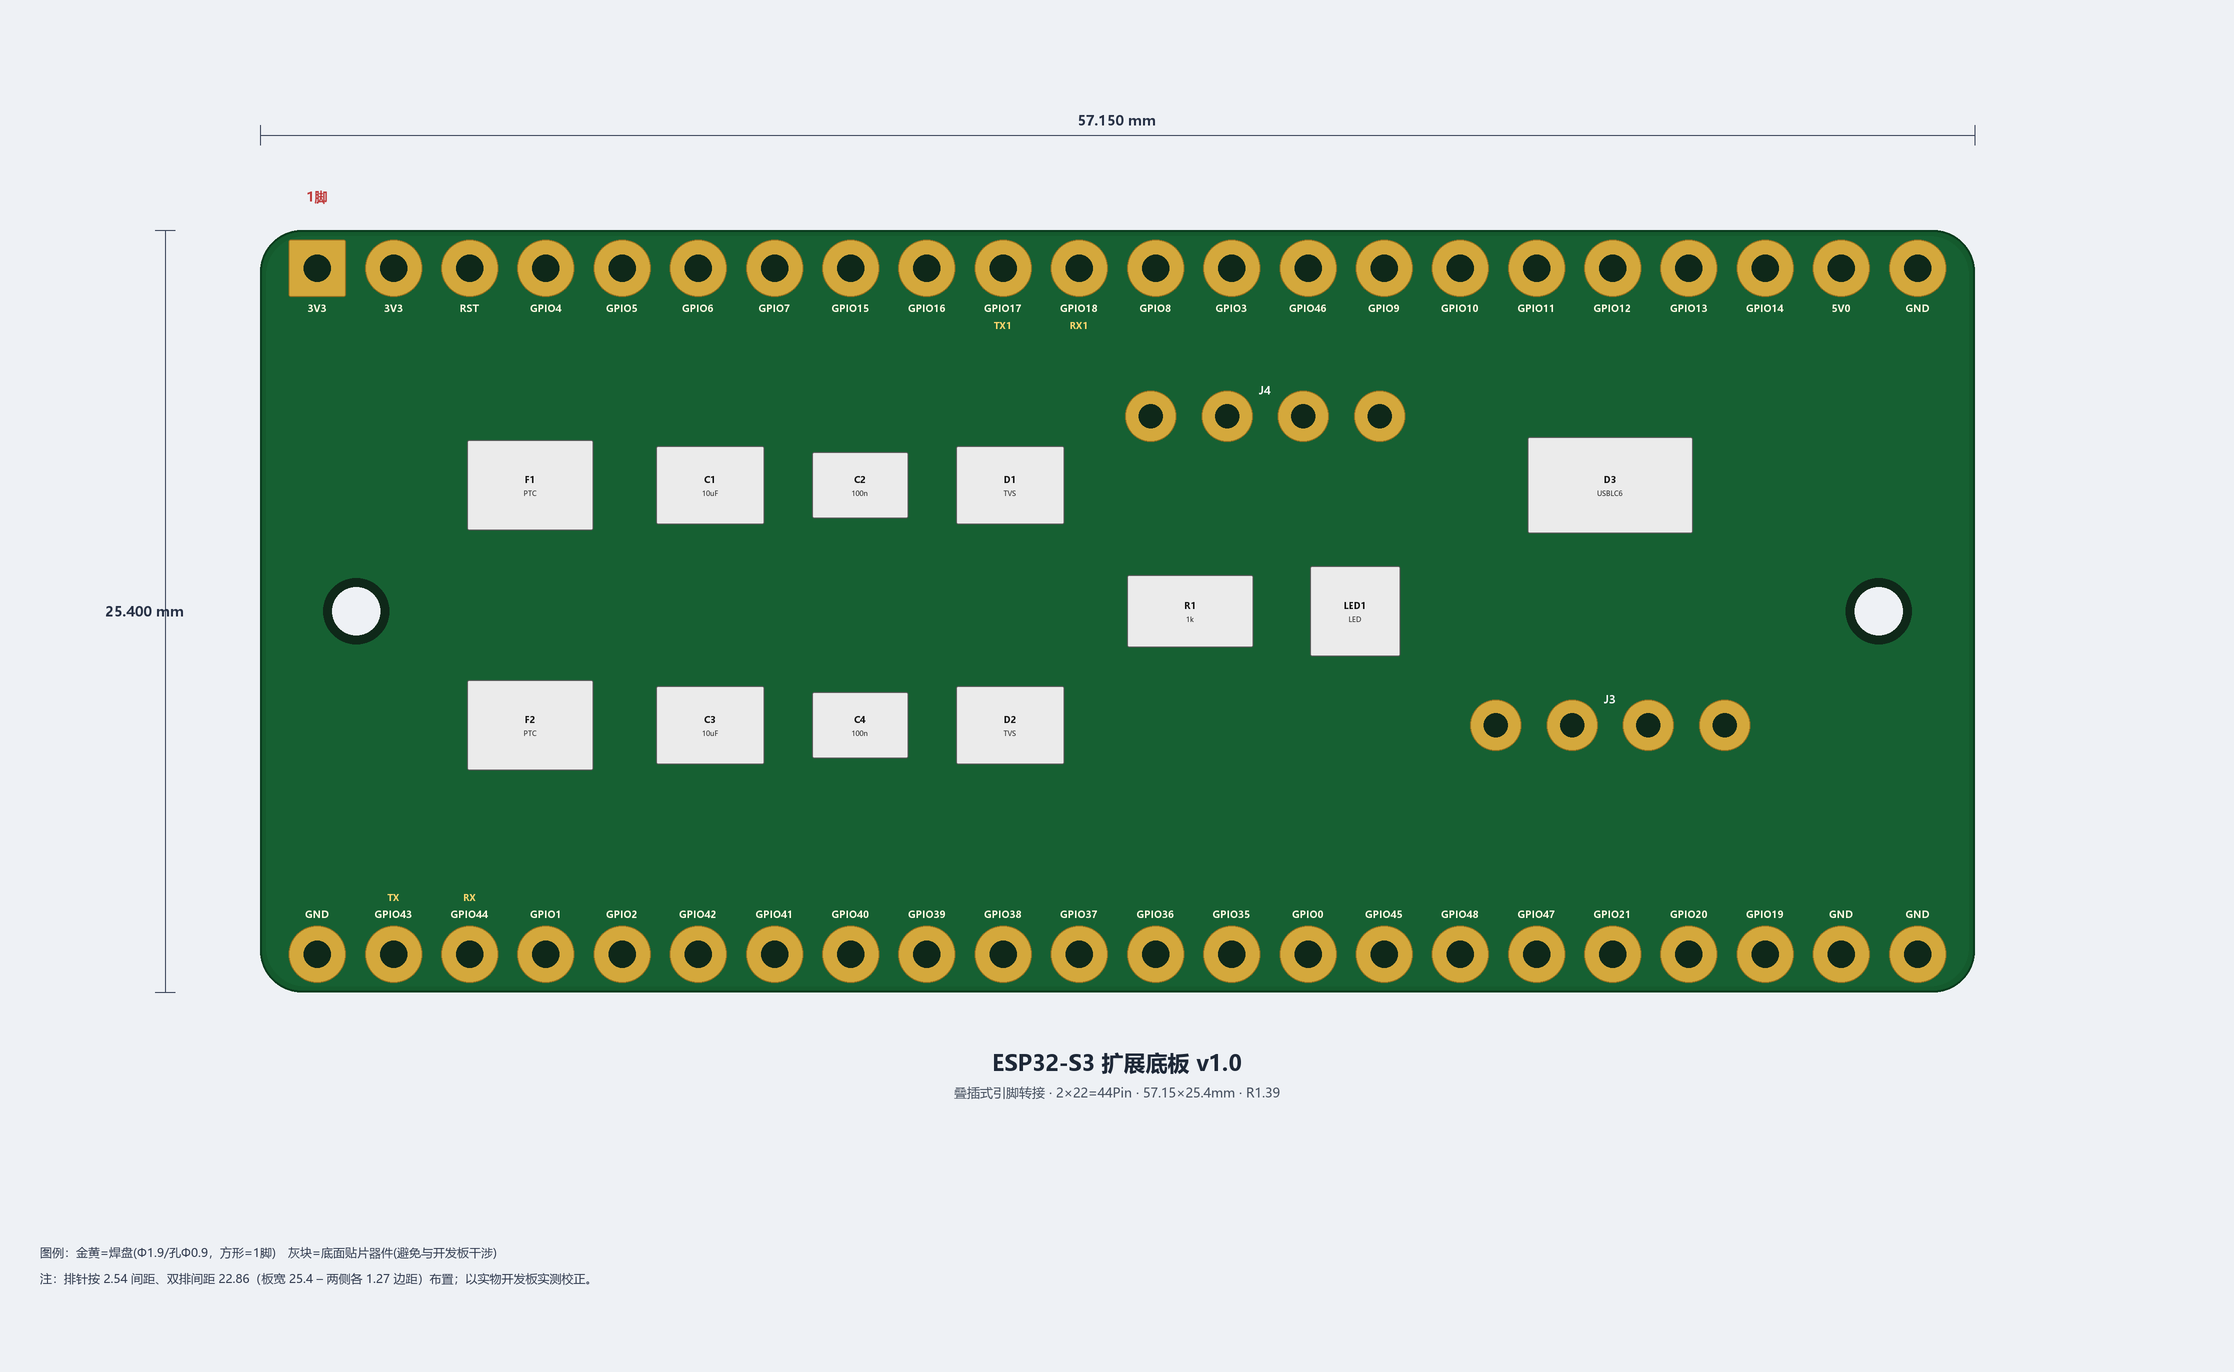 57.150 mm
1脚
3V3 3V3 RST GPIO4 GPIO5 GPIO6 GPIO7 GPIO15 GPIO16 GPIO17 GPIO18 GPIO8 GPIO3 GPIO46 GPIO9 GPIO10 GPIO11 GPIO12 GPIO13 GPIO14 5V0 GND
TX1 RX1
J4
F1 C1 C2 D1 D3
PTC 10uF 100n TVS USBLC6
25.400 mm
R1 LED1
1k LED
J3
F2 C3 C4 D2
PTC 10uF 100n TVS
TX RX
GND GPIO43 GPIO44 GPIO1 GPIO2 GPIO42 GPIO41 GPIO40 GPIO39 GPIO38 GPIO37 GPIO36 GPIO35 GPIO0 GPIO45 GPIO48 GPIO47 GPIO21 GPIO20 GPIO19 GND GND
ESP32-S3 扩展底板 v1.0
叠插式引脚转接 · 2×22=44Pin · 57.15×25.4mm · R1.39
图例：金黄=焊盘(Φ1.9/孔Φ0.9，方形=1脚) 灰块=底面贴片器件(避免与开发板干涉)
注：排针按 2.54 间距、双排间距 22.86（板宽 25.4 − 两侧各 1.27 边距）布置；以实物开发板实测校正。